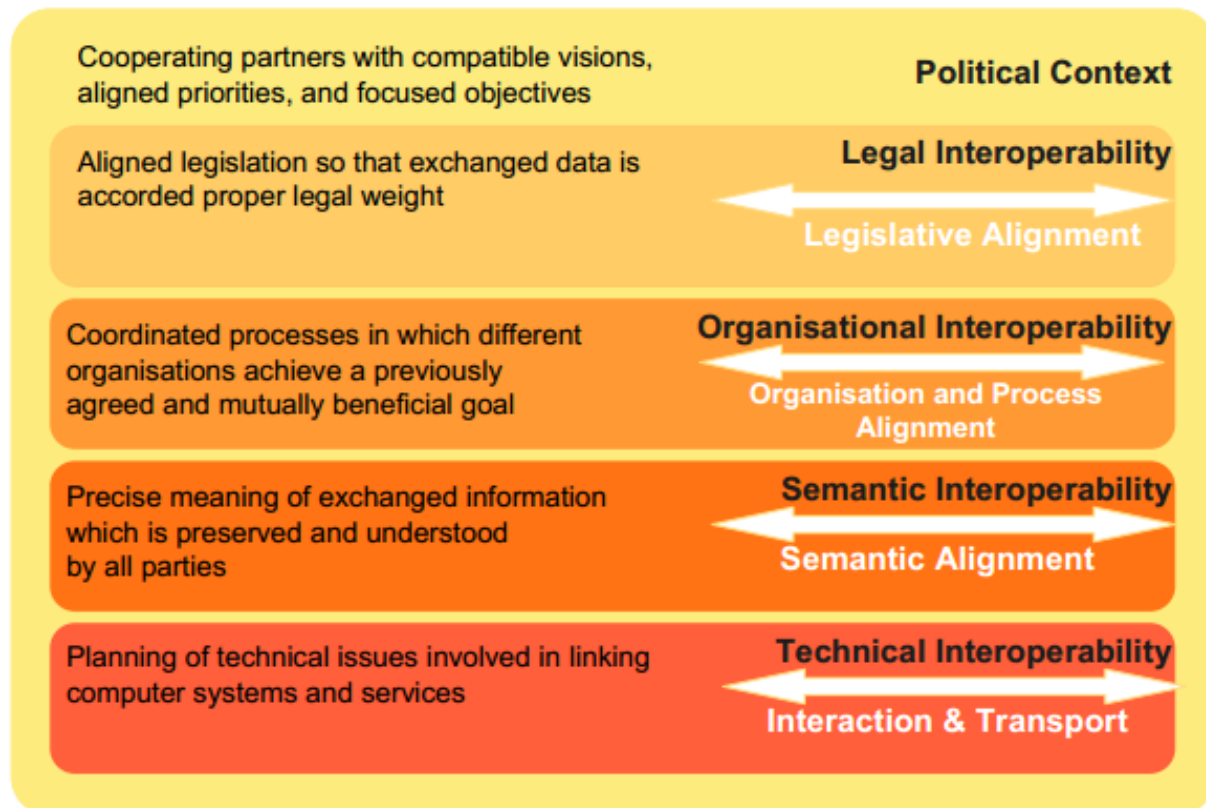 Cooperating partners with compatible visions,
aligned priorities, and focused objectives
Political Context
Aligned legislation so that exchanged data is
accorded proper legal weight
Legal Interoperability
Legislative Alignment
Coordinated processes in which different
organisations achieve a previously
agreed and mutually beneficial goal
Organisational Interoperability
Organisation and Process
Alignment
Precise meaning of exchanged information
which is preserved and understood
by all parties
Semantic Interoperability
Semantic Alignment
Planning of technical issues involved in linking
computer systems and services
Technical Interoperability
Interaction & Transport